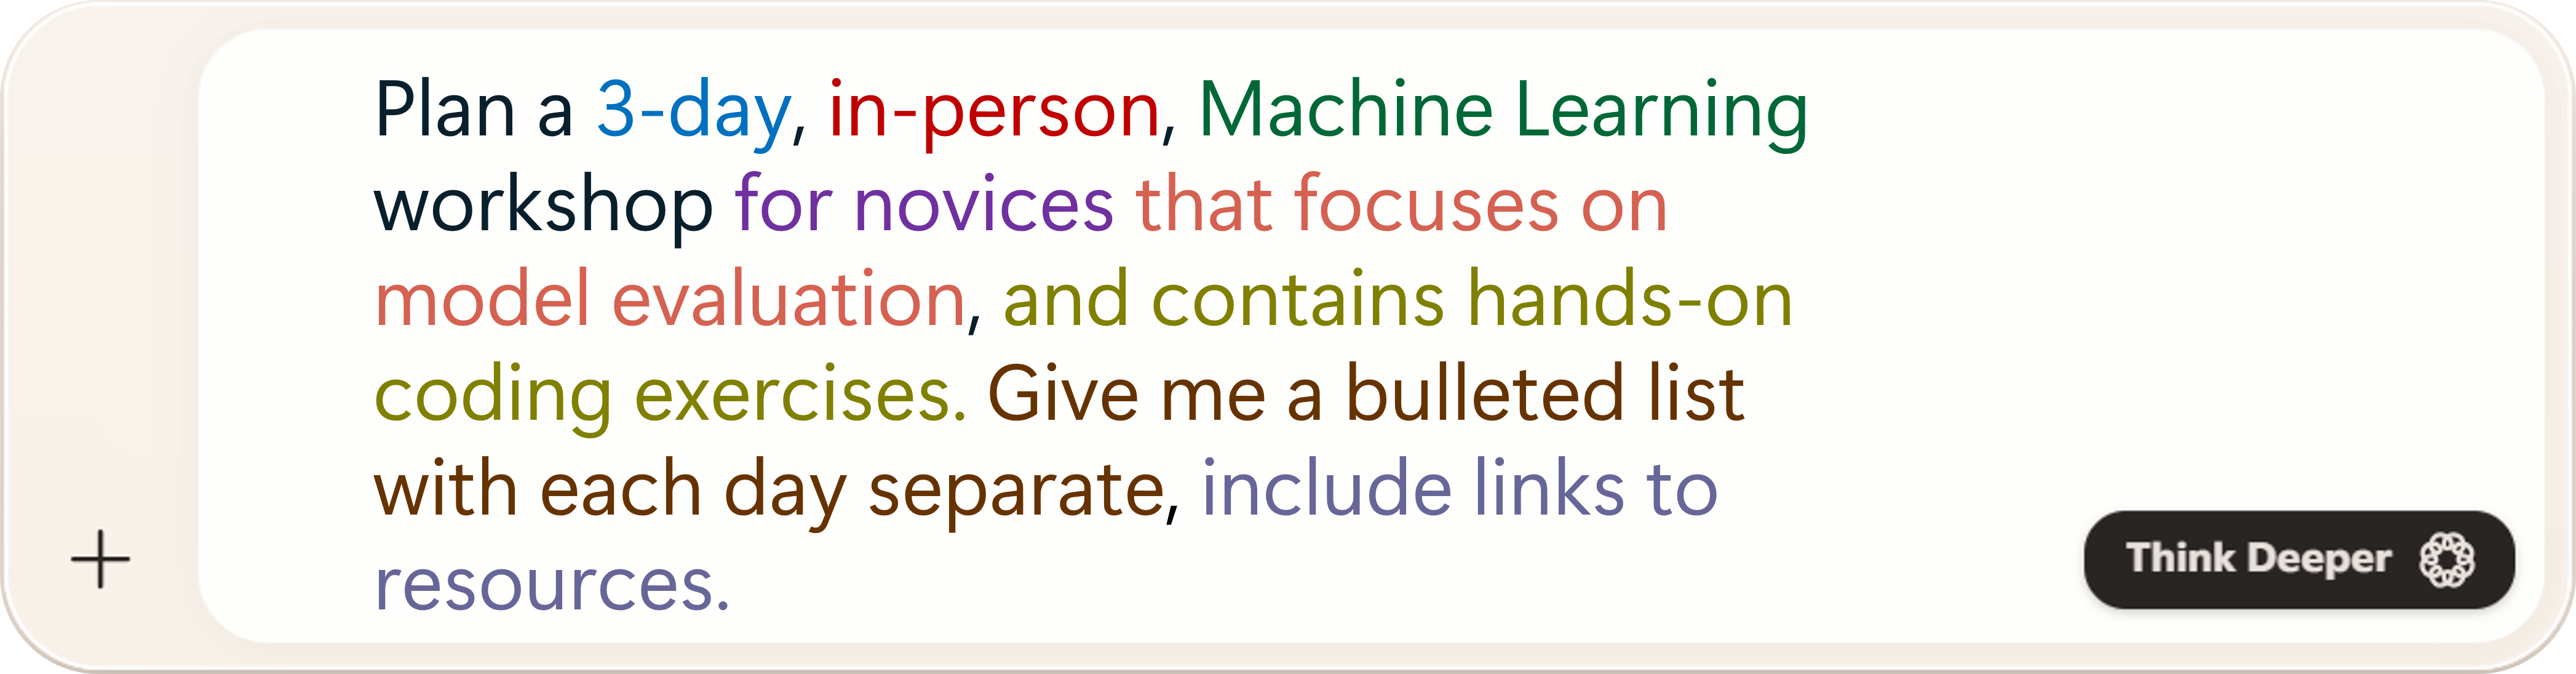 Plan a 3-day, in-person, Machine Learning
workshop for novices that focuses on
model evaluation, and contains hands-on
coding exercises. Give me a bulleted list
with each day separate, include links to
resources.
Think Deeper